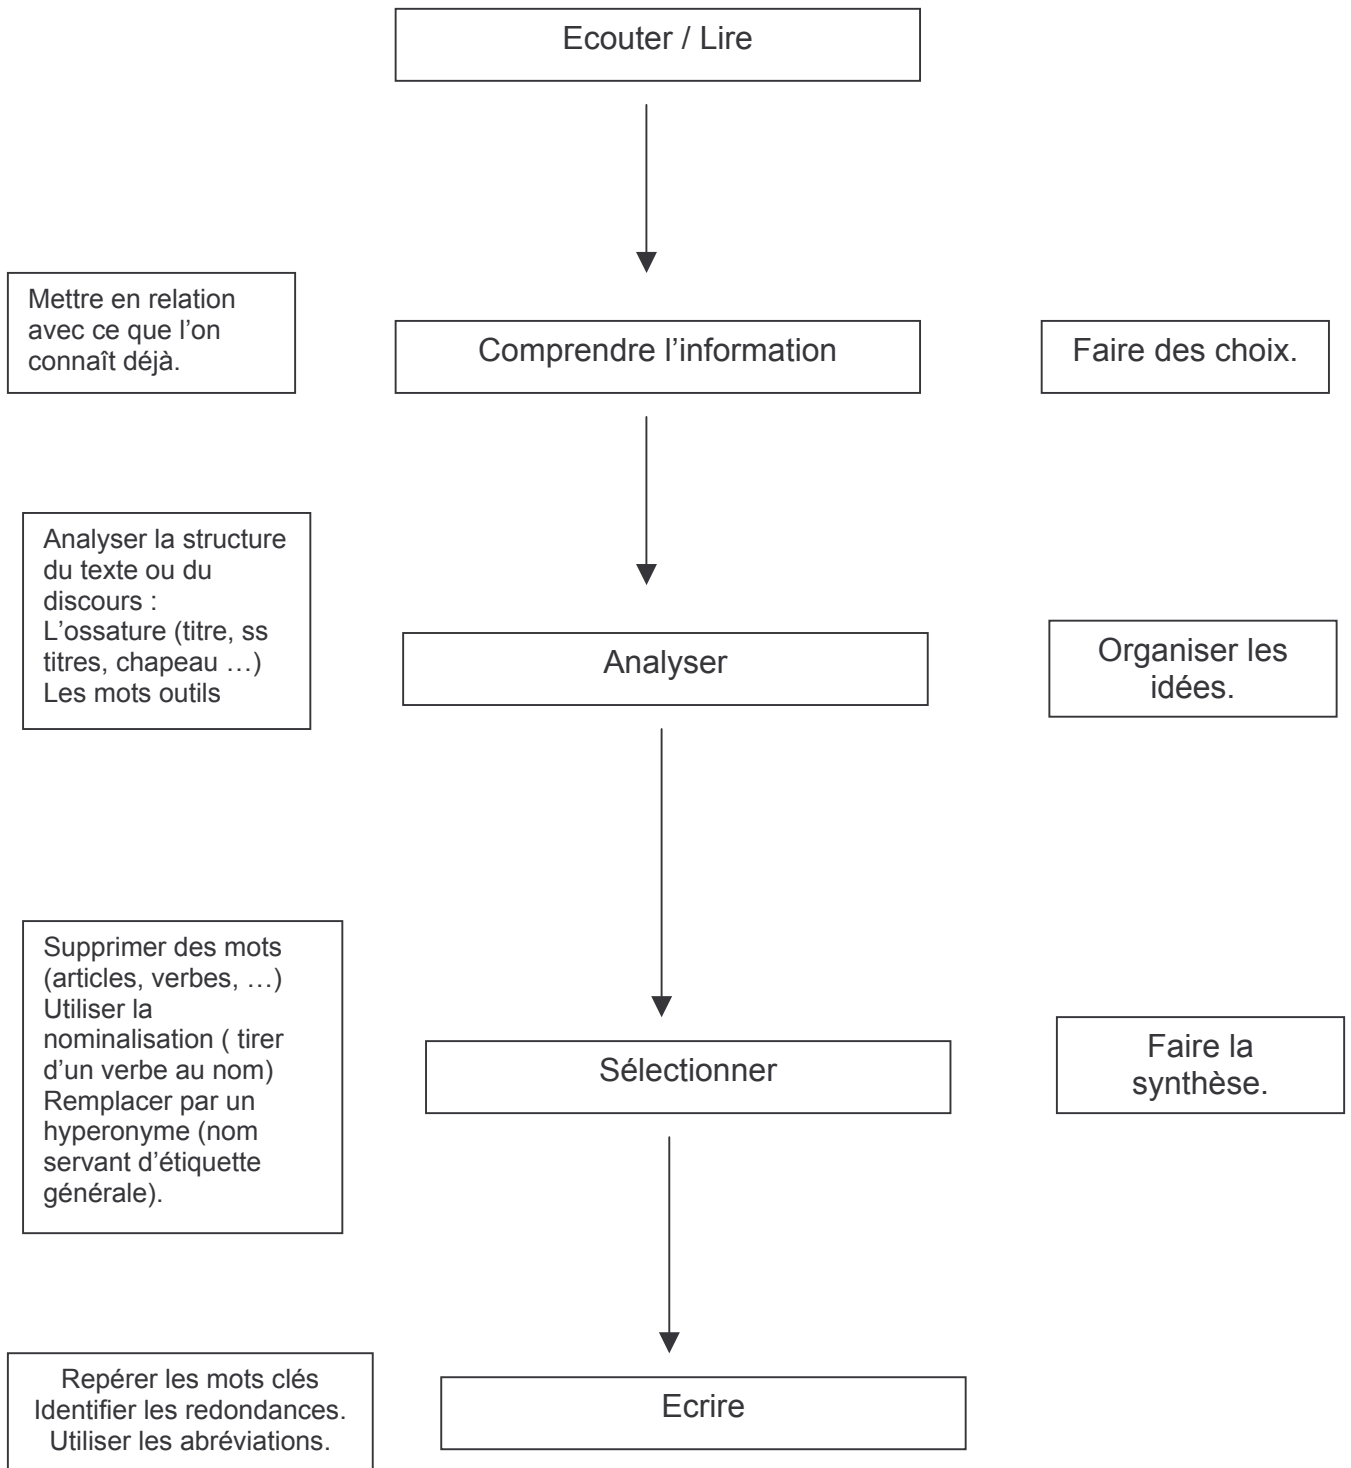 Ecouter / Lire
Mettre en relation
avec ce que l’on
connaît déjà.
Comprendre l’information
Faire des choix.
Analyser la structure
du texte ou du
discours :
L’ossature (titre, ss
titres, chapeau …)
Les mots outils
Analyser
Organiser les
idées.
Supprimer des mots
(articles, verbes, …)
Utiliser la
nominalisation ( tirer
d’un verbe au nom)
Remplacer par un
hyperonyme (nom
servant d’étiquette
générale).
Sélectionner
Faire la
synthèse.
Repérer les mots clés
Identifier les redondances.
Utiliser les abréviations.
Ecrire